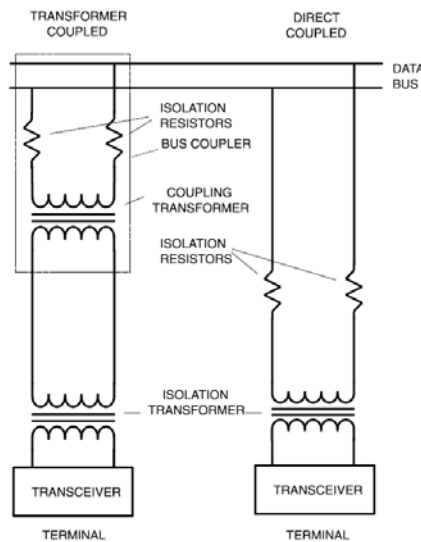 TRANSFORMER
COUPLED
DIRECT
COUPLED
DATA
BUS
ISOLATION
RESISTORS
BUS COUPLER
COUPLING
TRANSFORMER
ISOLATION
RESISTORS
ISOLATION
TRANSFORMER
TRANSCEIVER
TRANSCEIVER
TERMINAL
TERMINAL